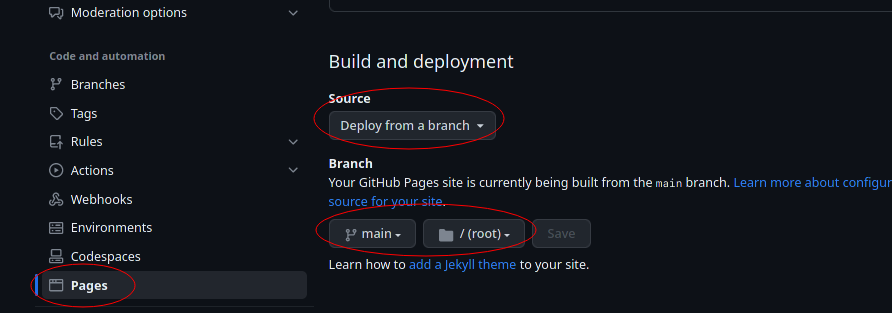 Moderation options
Code and automation
Branches
Tags
Rules
Actions
Webhooks
Environments
Codespaces
Pages
Build and deployment
Source
Deploy from a branch
Branch
Your GitHub Pages site is currently being built from the main branch. Learn more about configur
source for your site.
main
/ (root)
Save
Learn how to add a Jekyll theme to your site.